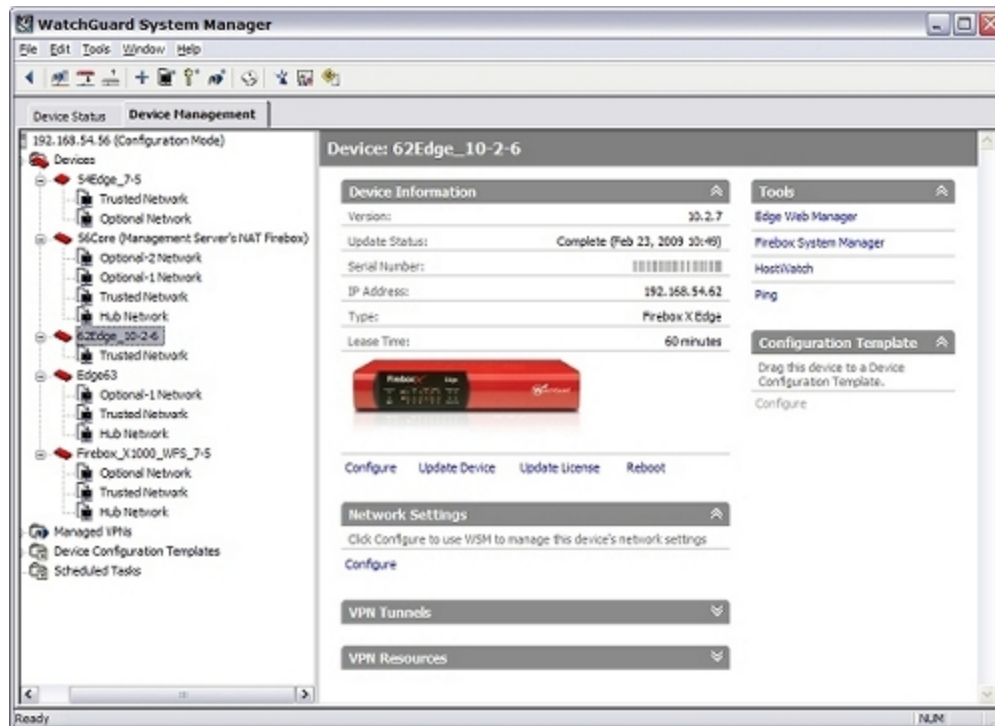 WatchGuard System Manager
File Edit Tools Window Help
Device Status Device Management
192.168.54.56 (Configuration Mode)
Devices
54Edge_7-5
Trusted Network
Optional Network
56Core (Management Server's NAT Firebox)
Optional-2 Network
Optional-1 Network
Trusted Network
Hub Network
62Edge_10-2-6
Trusted Network
Edge63
Optional-1 Network
Trusted Network
Hub Network
Firebox_X1000_WFS_7-5
Optional Network
Trusted Network
Hub Network
Managed VPNs
Device Configuration Templates
Scheduled Tasks
Device: 62Edge_10-2-6
Device Information
Version: 10.2.7
Update Status: Complete (Feb 23, 2009 10:49)
Serial Number:
IP Address: 192.168.54.62
Type: Firebox X Edge
Lease Time: 60 minutes
Firebox X Edge
WatchGuard
Configure Update Device Update License Reboot
Network Settings
Click Configure to use WSM to manage this device's network settings
Configure
VPN Tunnels
VPN Resources
Tools
Edge Web Manager
Firebox System Manager
HostWatch
Ping
Configuration Template
Drag this device to a Device
Configuration Template.
Configure
Ready NUM